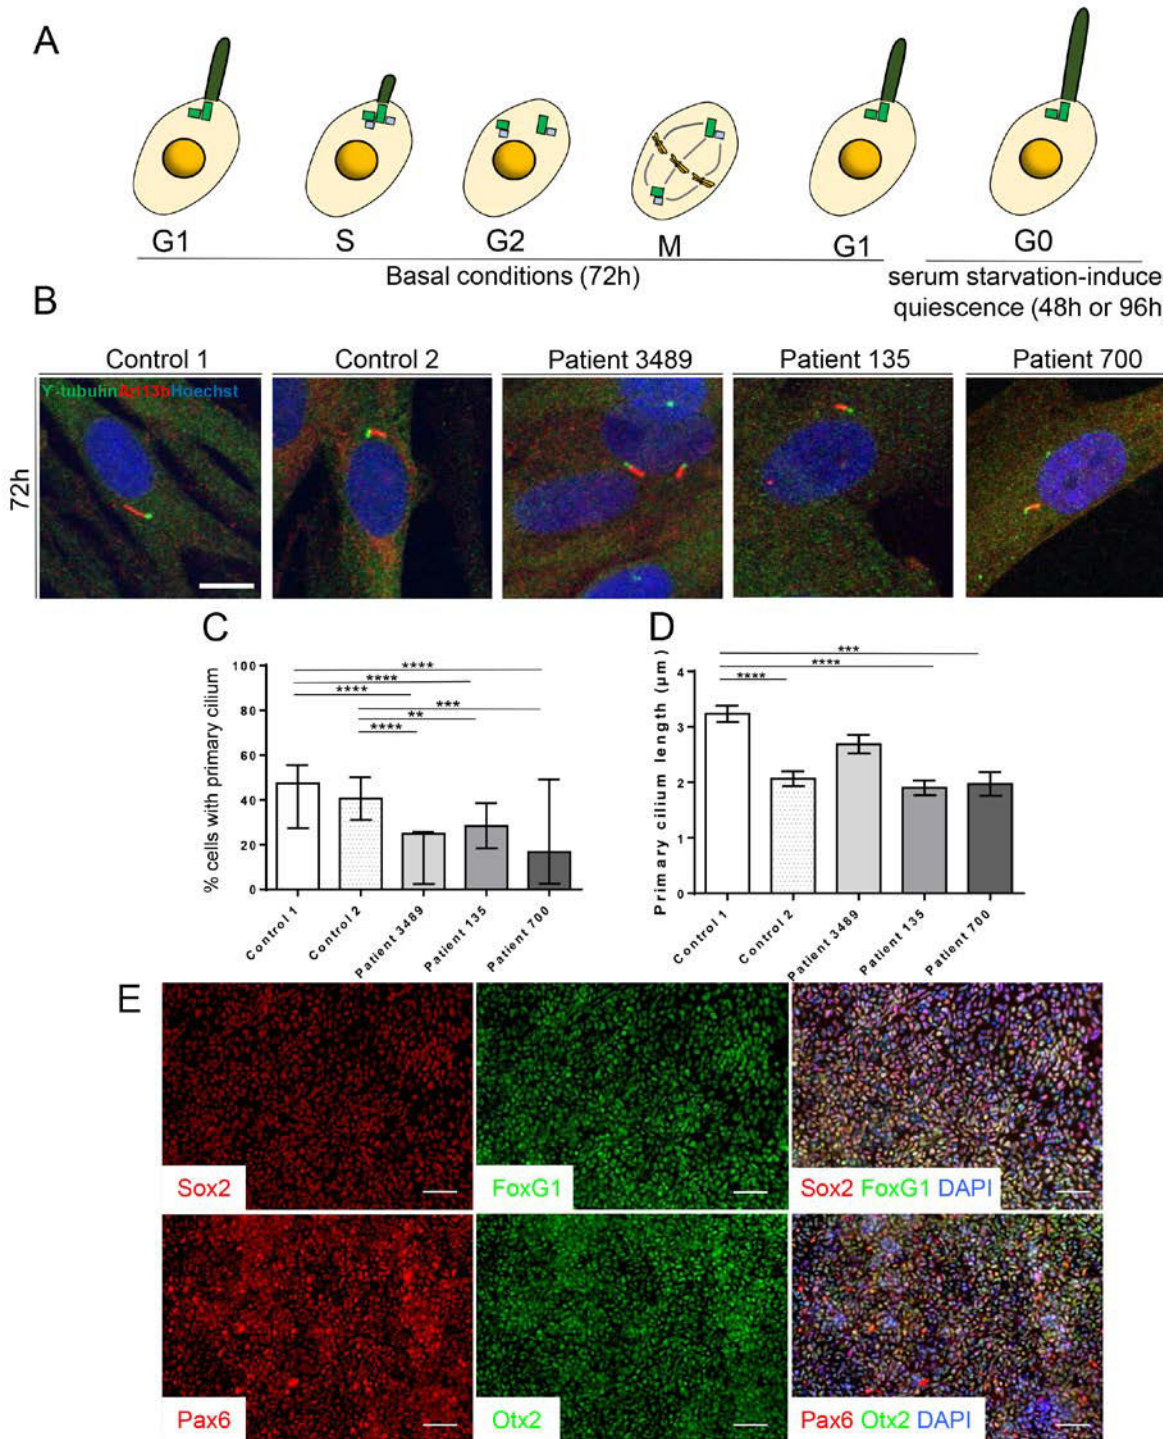 A
G1 S G2 M G1 G0
Basal conditions (72h)
serum starvation-induce
quiescence (48h or 96h
B
Control 1 Control 2 Patient 3489 Patient 135 Patient 700
ϒ-tubulinArl13bHoechst
72h
C
% cells with primary cilium
100
80
60
40
20
0
****
****
****
***
**
****
Control 1
Control 2
Patient 3489
Patient 135
Patient 700
D
Primary cilium length (µm)
4
3
2
1
0
***
****
****
Control 1
Control 2
Patient 3489
Patient 135
Patient 700
E
Sox2 FoxG1 Sox2 FoxG1 DAPI
Pax6 Otx2 Pax6 Otx2 DAPI